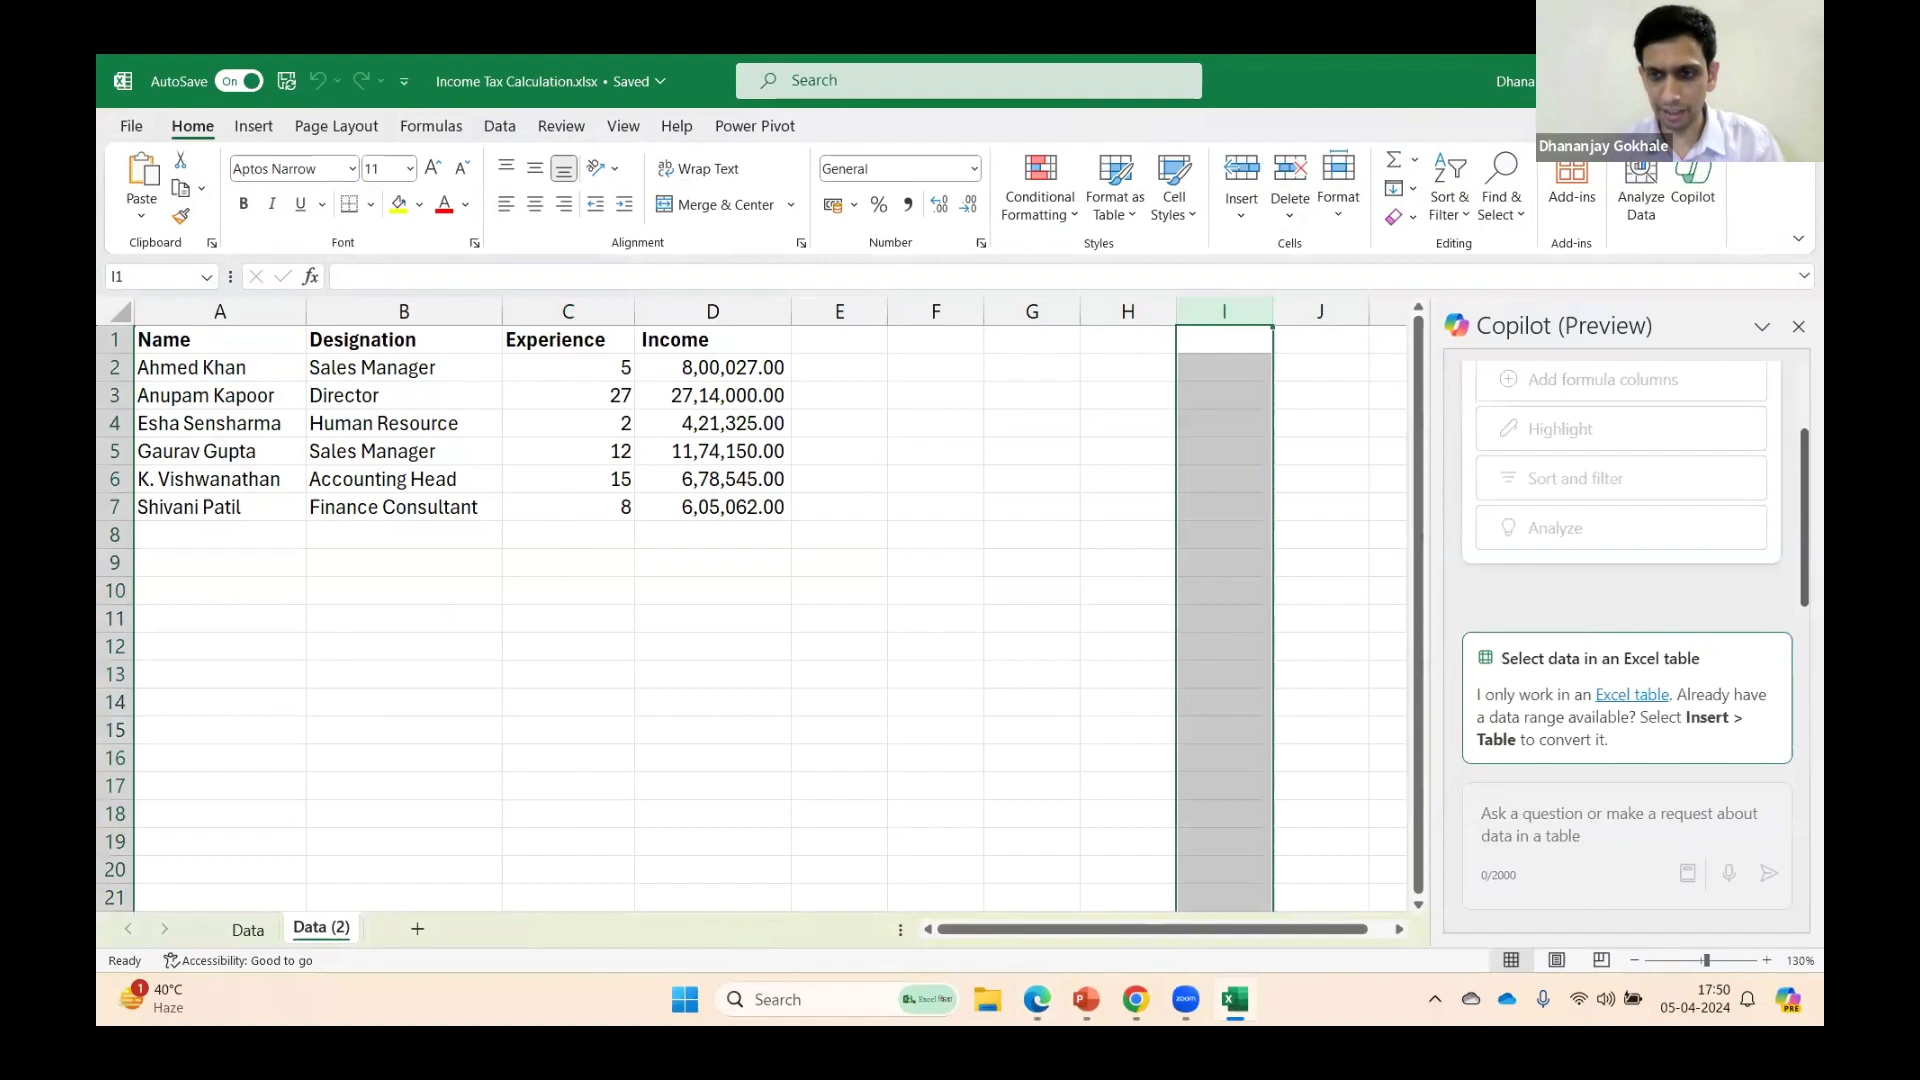 AutoSave On Income Tax Calculation.xlsx • Saved Search Dhana
Dhananjay Gokhale
File Home Insert Page Layout Formulas Data Review View Help Power Pivot
Paste
Clipboard
Aptos Narrow 11
B I U
Font
Wrap Text
Merge & Center
Alignment
General
Number
Conditional Formatting
Format as Table
Cell Styles
Styles
Insert
Delete
Format
Cells
Sort & Filter
Find & Select
Editing
Add-ins
Add-ins
Analyze Data
Copilot
I1 fx
A B C D E F G H I J
1 Name Designation Experience Income
2 Ahmed Khan Sales Manager 5 8,00,027.00
3 Anupam Kapoor Director 27 27,14,000.00
4 Esha Sensharma Human Resource 2 4,21,325.00
5 Gaurav Gupta Sales Manager 12 11,74,150.00
6 K. Vishwanathan Accounting Head 15 6,78,545.00
7 Shivani Patil Finance Consultant 8 6,05,062.00
8
9
10
11
12
13
14
15
16
17
18
19
20
21
Copilot (Preview)
Add formula columns
Highlight
Sort and filter
Analyze
Select data in an Excel table
I only work in an Excel table. Already have
a data range available? Select Insert >
Table to convert it.
Ask a question or make a request about
data in a table
0/2000
Data Data (2)
Ready Accessibility: Good to go 130%
1 40°C
Haze
Search
zoom
17:50
05-04-2024
PRE